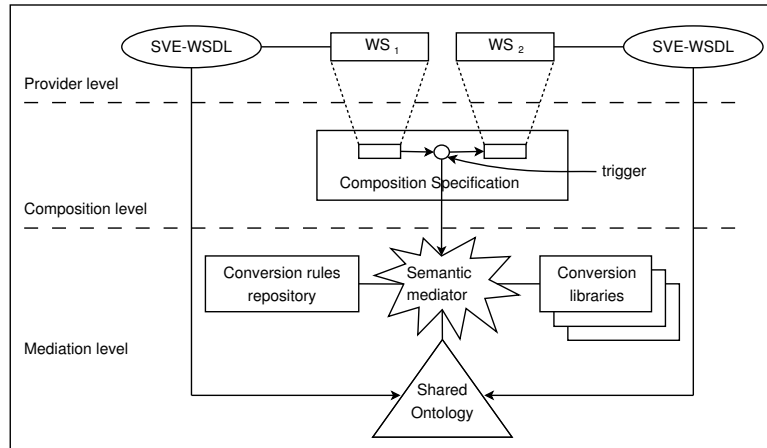 SVE-WSDL
WS 1
WS 2
SVE-WSDL
Provider level
trigger
Composition Specification
Composition level
Conversion rules
repository
Semantic
mediator
Conversion
libraries
Mediation level
Shared
Ontology